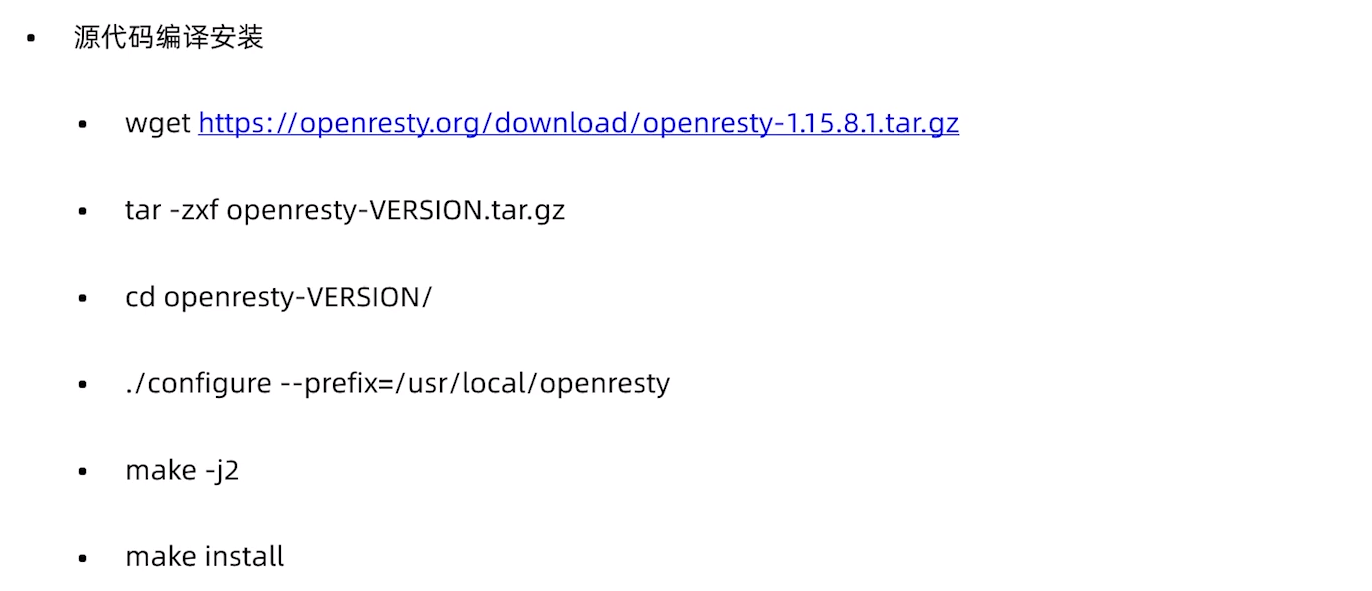 • 源代码编译安装
• wget https://openresty.org/download/openresty-1.15.8.1.tar.gz
• tar -zxf openresty-VERSION.tar.gz
• cd openresty-VERSION/
• ./configure --prefix=/usr/local/openresty
• make -j2
• make install